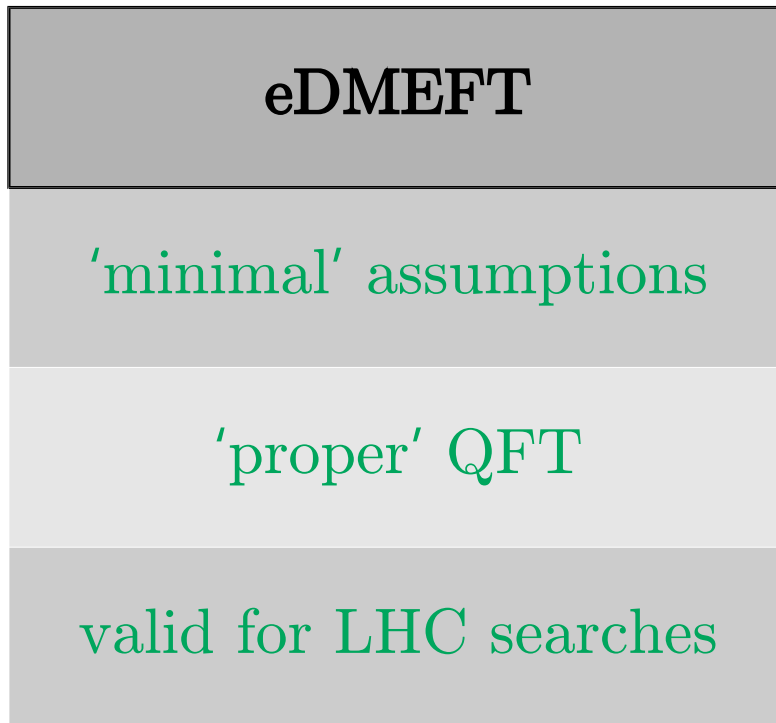 eDMEFT
‘minimal’ assumptions
‘proper’ QFT
valid for LHC searches